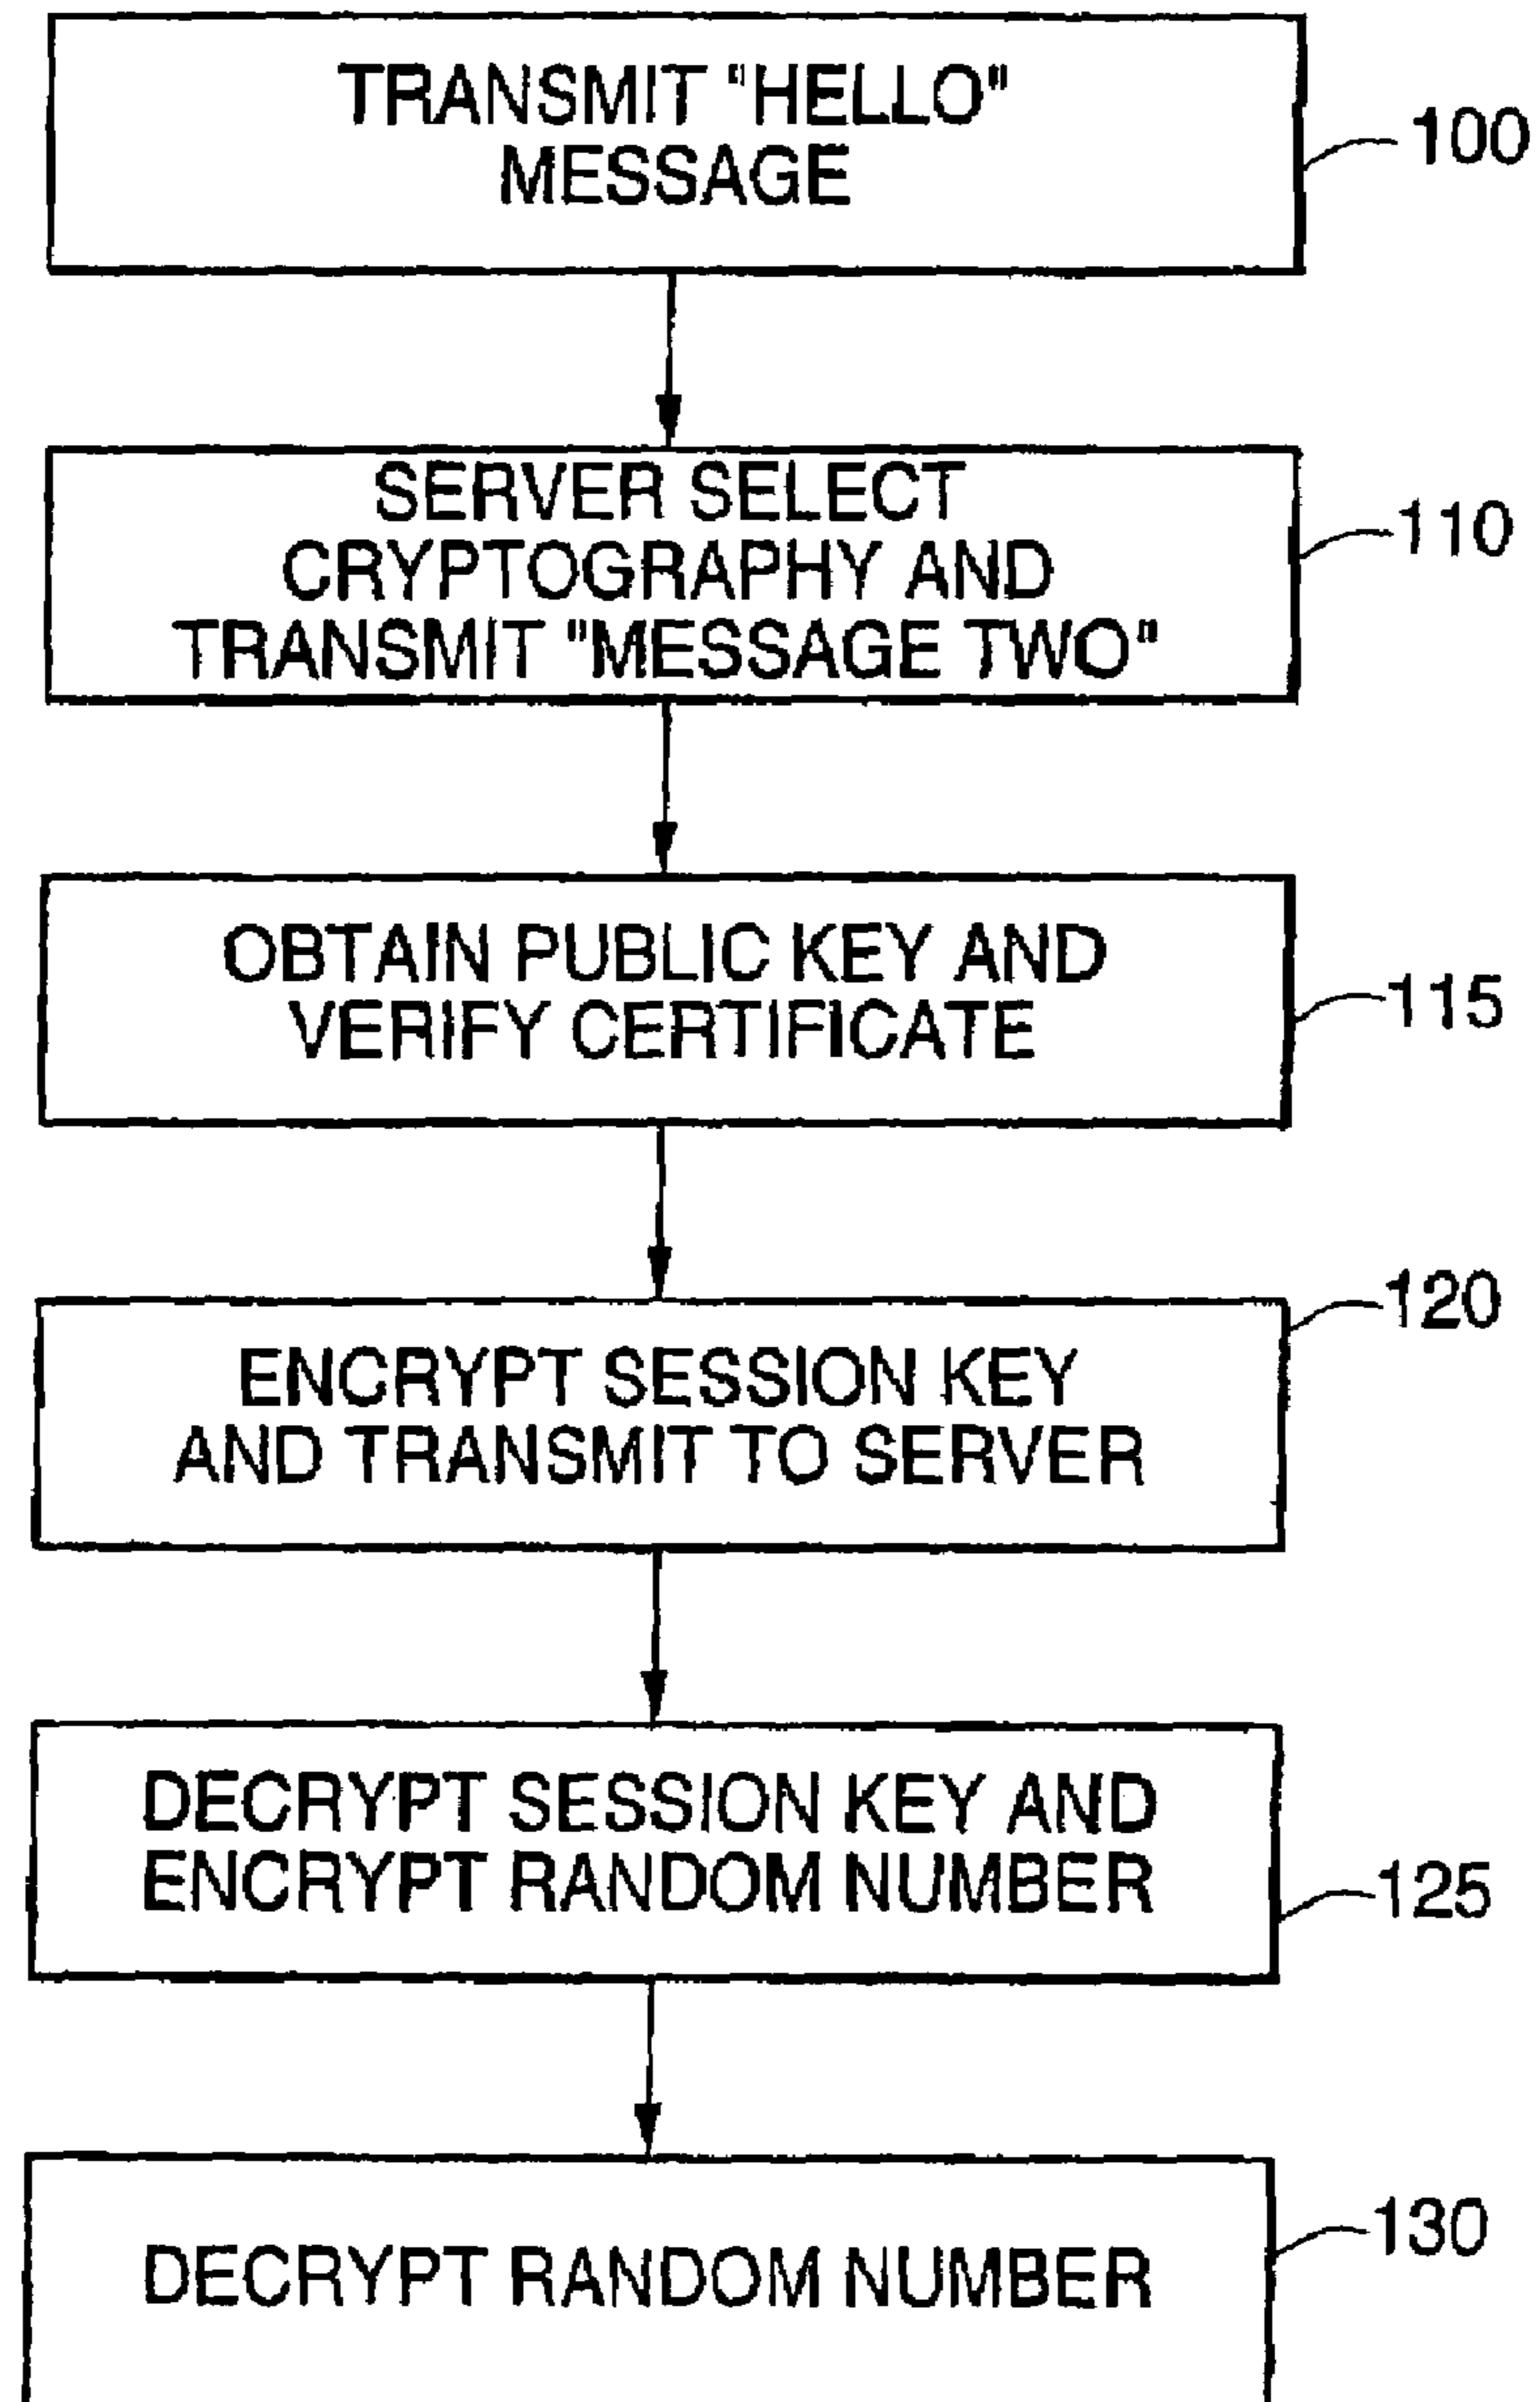 TRANSMIT "HELLO"
MESSAGE
100
SERVER SELECT
CRYPTOGRAPHY AND
TRANSMIT "MESSAGE TWO"
110
OBTAIN PUBLIC KEY AND
VERIFY CERTIFICATE
115
120
ENCRYPT SESSION KEY
AND TRANSMIT TO SERVER
DECRYPT SESSION KEY AND
ENCRYPT RANDOM NUMBER
125
130
DECRYPT RANDOM NUMBER